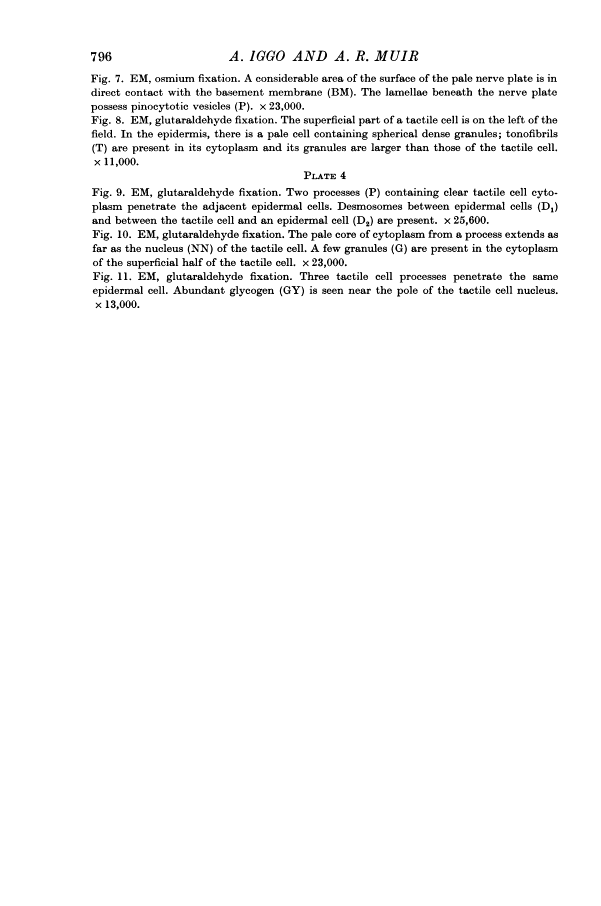 796 A. IGGO AND A. R. MUIR
Fig. 7. EM, osmium fixation. A considerable area of the surface of the pale nerve plate is in
direct contact with the basement membrane (BM). The lamellae beneath the nerve plate
possess pinocytotic vesicles (P). × 23,000.
Fig. 8. EM, glutaraldehyde fixation. The superficial part of a tactile cell is on the left of the
field. In the epidermis, there is a pale cell containing spherical dense granules; tonofibrils
(T) are present in its cytoplasm and its granules are larger than those of the tactile cell.
× 11,000.
PLATE 4
Fig. 9. EM, glutaraldehyde fixation. Two processes (P) containing clear tactile cell cyto-
plasm penetrate the adjacent epidermal cells. Desmosomes between epidermal cells (D₁)
and between the tactile cell and an epidermal cell (D₂) are present. × 25,600.
Fig. 10. EM, glutaraldehyde fixation. The pale core of cytoplasm from a process extends as
far as the nucleus (NN) of the tactile cell. A few granules (G) are present in the cytoplasm
of the superficial half of the tactile cell. × 23,000.
Fig. 11. EM, glutaraldehyde fixation. Three tactile cell processes penetrate the same
epidermal cell. Abundant glycogen (GY) is seen near the pole of the tactile cell nucleus.
× 13,000.